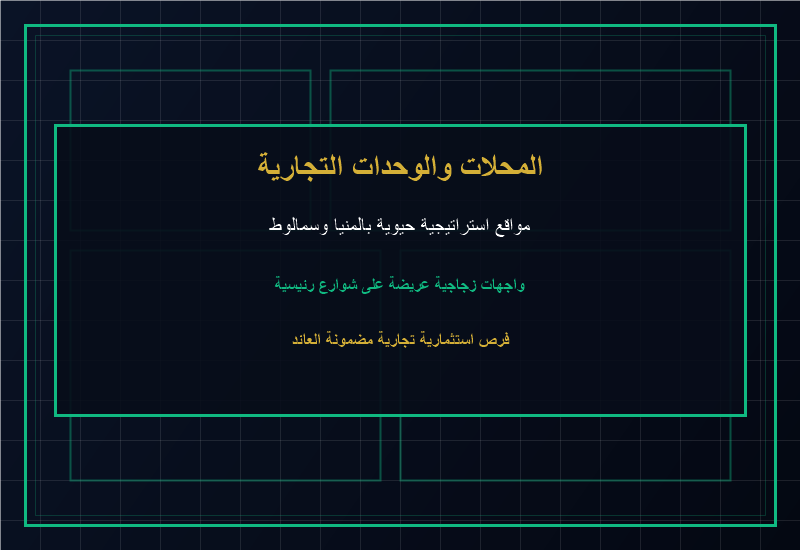 المحلات والوحدات التجارية
مواقع استراتيجية حيوية بالمنيا وسمالوط
واجهات زجاجية عريضة على شوارع رئيسية
فرص استثمارية تجارية مضمونة العائد